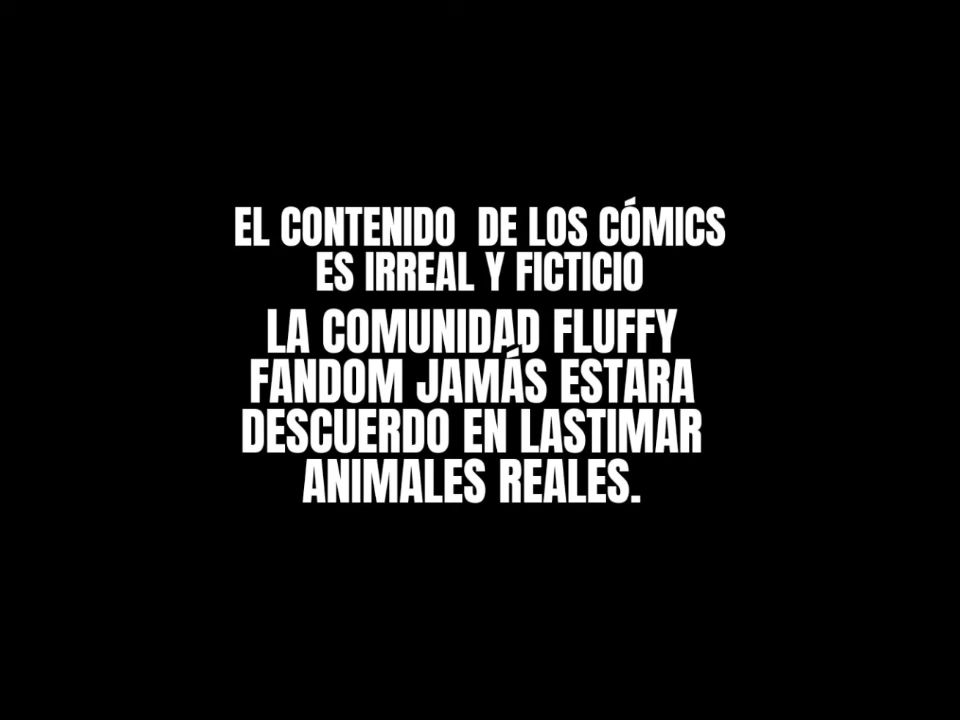 EL CONTENIDO DE LOS CÓMICS
ES IRREAL Y FICTICIO
LA COMUNIDAD FLUFFY
FANDOM JAMÁS ESTARA
DESCUERDO EN LASTIMAR
ANIMALES REALES.